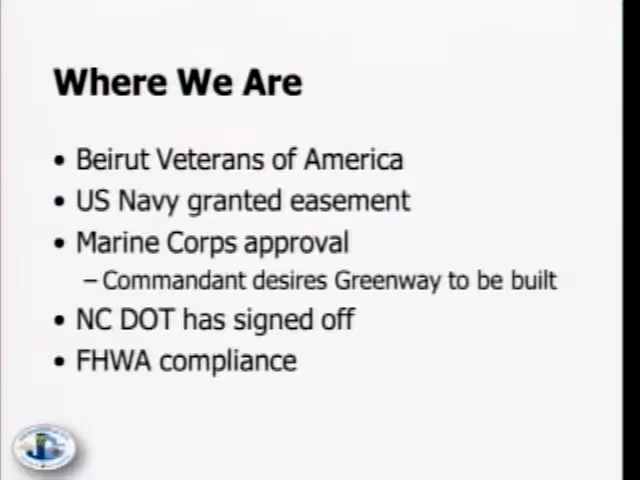 Where We Are
• Beirut Veterans of America
• US Navy granted easement
• Marine Corps approval
– Commandant desires Greenway to be built
• NC DOT has signed off
• FHWA compliance